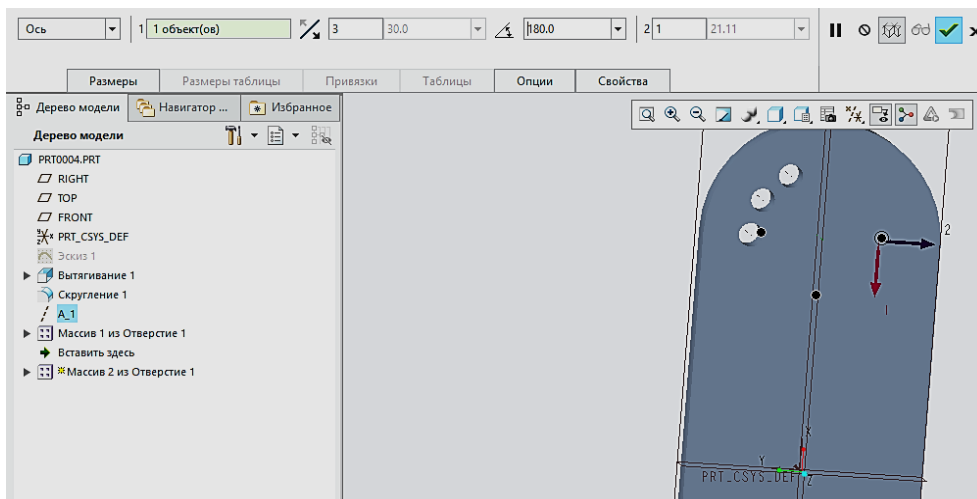 Ось 1 1 объект(ов) 3 30.0 180.0 2 1 21.11
Размеры Размеры таблицы Привязки Таблицы Опции Свойства
Дерево модели Навигатор ... Избранное
Дерево модели
PRT0004.PRT
RIGHT
TOP
FRONT
PRT_CSYS_DEF
Эскиз 1
Вытягивание 1
Скругление 1
A_1
Массив 1 из Отверстие 1
Вставить здесь
Массив 2 из Отверстие 1
2
1
X
Y
PRT_CSYS_DEF Z